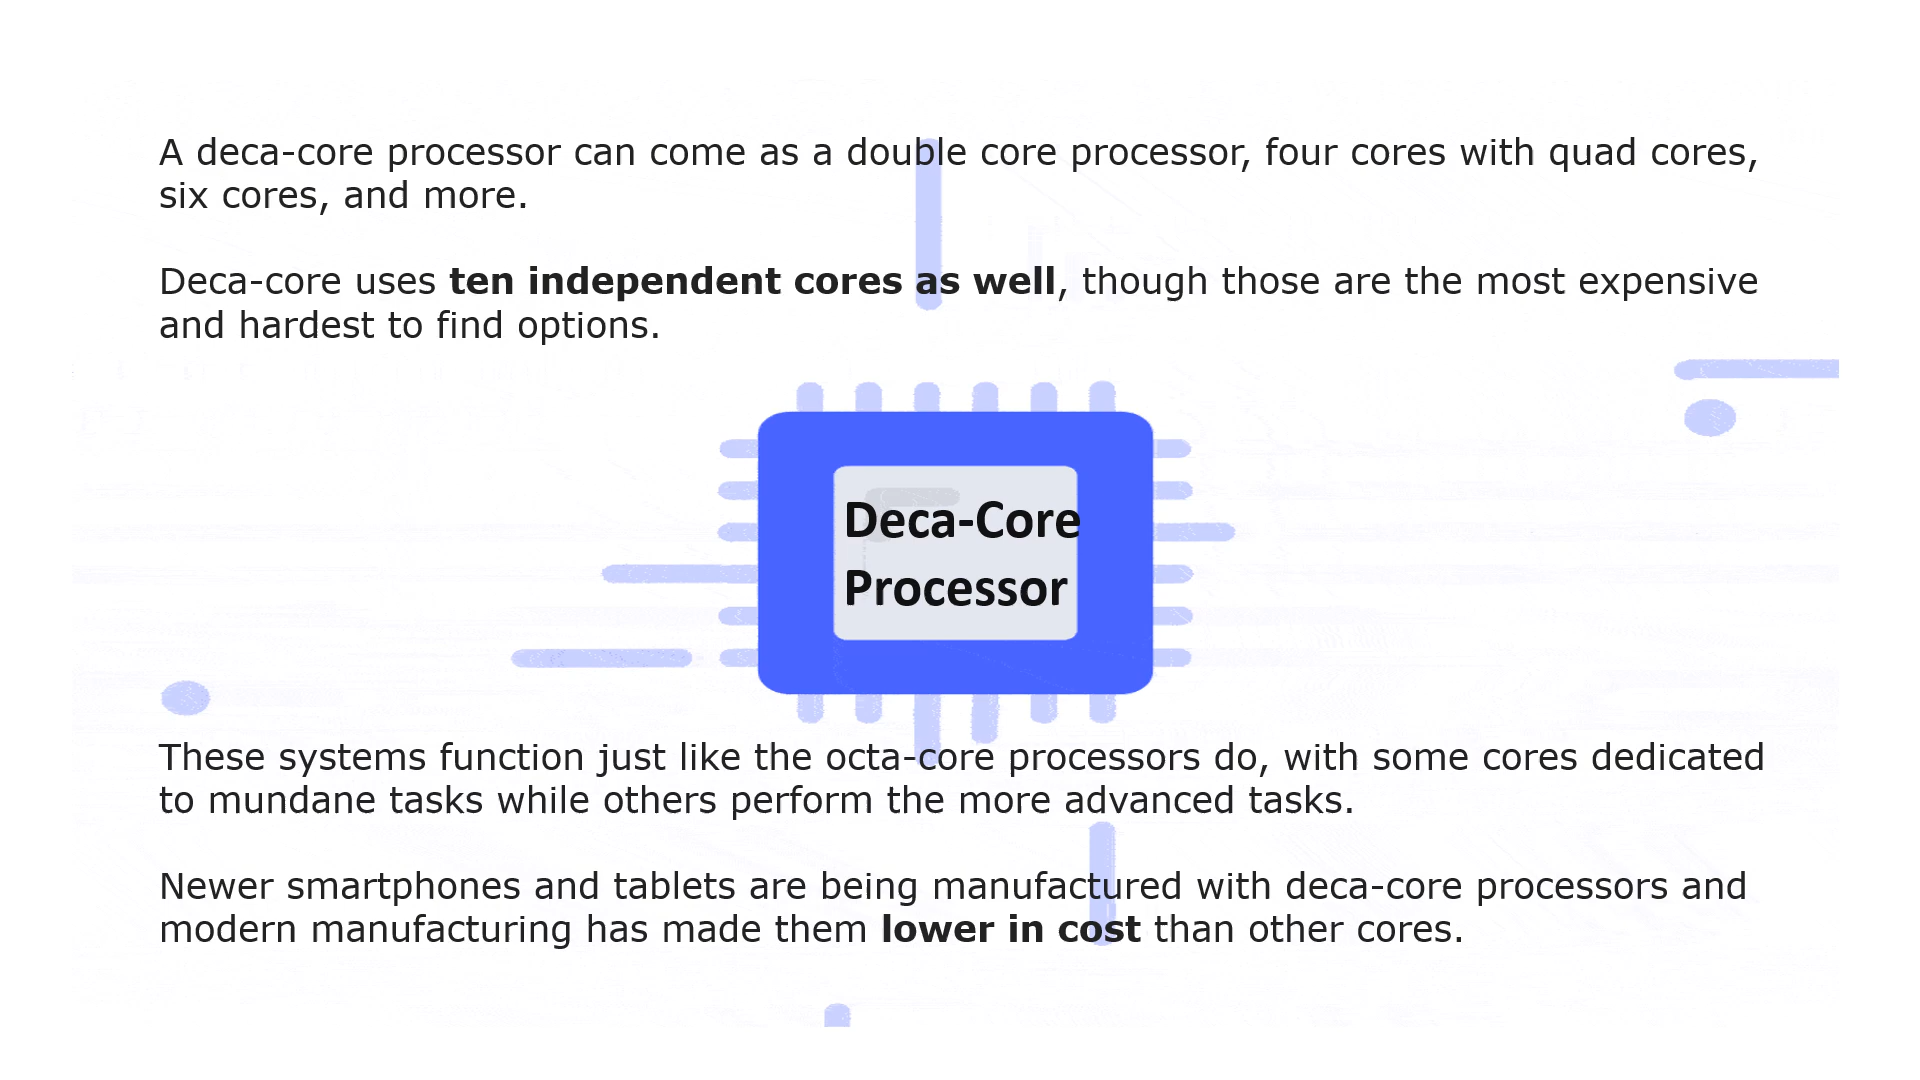 A deca-core processor can come as a double core processor, four cores with quad cores,
six cores, and more.
Deca-core uses ten independent cores as well, though those are the most expensive
and hardest to find options.
Deca-Core
Processor
These systems function just like the octa-core processors do, with some cores dedicated
to mundane tasks while others perform the more advanced tasks.
Newer smartphones and tablets are being manufactured with deca-core processors and
modern manufacturing has made them lower in cost than other cores.